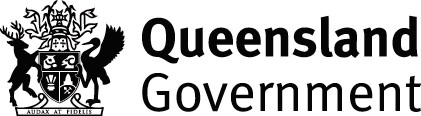 Queensland
Government
AUDAX AT FIDELIS